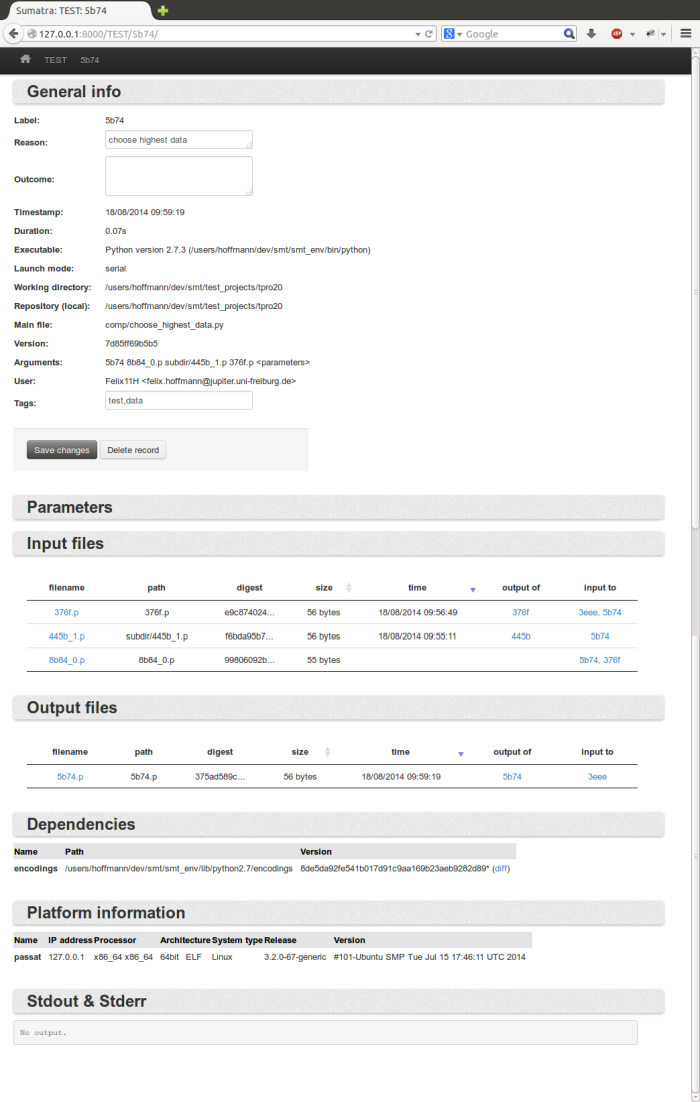 Sumatra: TEST: 5b74
127.0.0.1:8000/TEST/5b74/
Google
ABP
TEST 5b74
General info
Label: 5b74
Reason: choose highest data
Outcome:
Timestamp: 18/08/2014 09:59:19
Duration: 0.07s
Executable: Python version 2.7.3 (/users/hoffmann/dev/smt/smt_env/bin/python)
Launch mode: serial
Working directory: /users/hoffmann/dev/smt/test_projects/tpro20
Repository (local): /users/hoffmann/dev/smt/test_projects/tpro20
Main file: comp/choose_highest_data.py
Version: 7d85ff69b5b5
Arguments: 5b74 8b84_0.p subdir/445b_1.p 376f.p <parameters>
User: Felix11H <felix.hoffmann@jupiter.uni-freiburg.de>
Tags: test,data
Save changes Delete record
Parameters
Input files
filename path digest size time output of input to
376f.p 376f.p e9c874024... 56 bytes 18/08/2014 09:56:49 376f 3eee, 5b74
445b_1.p subdir/445b_1.p f6bda95b7... 56 bytes 18/08/2014 09:55:11 445b 5b74
8b84_0.p 8b84_0.p 99806092b... 55 bytes 5b74, 376f
Output files
filename path digest size time output of input to
5b74.p 5b74.p 375ad589c... 56 bytes 18/08/2014 09:59:19 5b74 3eee
Dependencies
Name Path Version
encodings /users/hoffmann/dev/smt/smt_env/lib/python2.7/encodings 8de5da92fe541b017d91c9aa169b23aeb9282d89* (diff)
Platform information
Name IP address Processor Architecture System type Release Version
passat 127.0.0.1 x86_64 x86_64 64bit ELF Linux 3.2.0-67-generic #101-Ubuntu SMP Tue Jul 15 17:46:11 UTC 2014
Stdout & Stderr
No output.